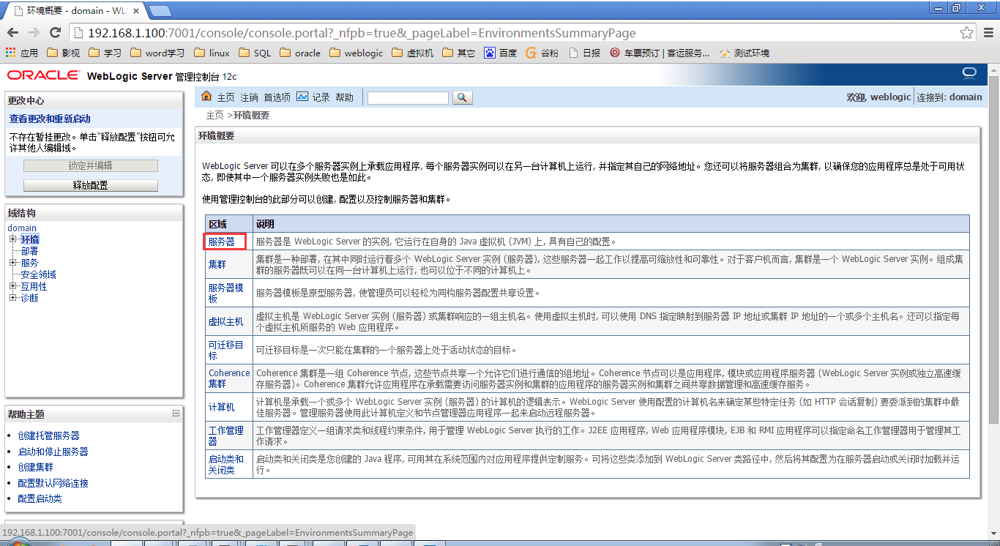 环境概要 - domain - WL
192.168.1.100:7001/console/console.portal?_nfpb=true&_pageLabel=EnvironmentsSummaryPage
应用 影视 学习 word学习 linux SQL oracle weblogic 虚拟机 其它 百度 谷粉 日报 车票预订 | 客运服务... 测试环境
ORACLE WebLogic Server 管理控制台 12c
更改中心
查看更改和重新启动
不存在暂挂更改。单击"释放配置"按钮可允
许其他人编辑域。
锁定并编辑
释放配置
域结构
domain
环境
部署
服务
安全领域
互用性
诊断
帮助主题
创建托管服务器
启动和停止服务器
创建集群
配置默认网络连接
配置启动类
主页 注销 首选项 记录 帮助
欢迎, weblogic 连接到: domain
主页 >环境概要
环境概要
WebLogic Server 可以在多个服务器实例上承载应用程序, 每个服务器实例可以在另一台计算机上运行, 并指定其自己的网络地址。您还可以将服务器组合为集群, 以确保您的应用程序总是处于可用状
态, 即使其中一个服务器实例失败也是如此。
使用管理控制台的此部分可以创建, 配置以及控制服务器和集群。
区域 说明
服务器 服务器是 WebLogic Server 的实例, 它运行在自身的 Java 虚拟机 (JVM) 上, 具有自己的配置。
集群 集群是一种部署, 在其中同时运行着多个 WebLogic Server 实例 (服务器), 这些服务器一起工作以提高可缩放性和可靠性。对于客户机而言, 集群是一个 WebLogic Server 实例。组成集
群的服务器既可以在同一台计算机上运行, 也可以位于不同的计算机上。
服务器模
板
服务器模板是原型服务器, 使管理员可以轻松为同构服务器配置共享设置。
虚拟主机 虚拟主机是 WebLogic Server 实例 (服务器) 或集群响应的一组主机名。使用虚拟主机时, 可以使用 DNS 指定映射到服务器 IP 地址或集群 IP 地址的一个或多个主机名。还可以指定每
个虚拟主机所服务的 Web 应用程序。
可迁移目
标
可迁移目标是一次只能在集群的一个服务器上处于活动状态的目标。
Coherence
集群
Coherence 集群是一组 Coherence 节点, 这些节点共享一个允许它们进行通信的组地址。Coherence 节点可以是应用程序, 模块或应用程序服务器 (WebLogic Server 实例或独立高速缓
存服务器)。Coherence 集群允许应用程序在承载需要访问服务器实例和集群的应用程序的服务器实例和集群之间共享数据管理和高速缓存服务。
计算机 计算机是承载一个或多个 WebLogic Server 实例 (服务器) 的计算机的逻辑表示。WebLogic Server 使用配置的计算机名来确定某些特定任务 (如 HTTP 会话复制) 要委派到的集群中最
佳服务器。管理服务器使用此计算机定义和节点管理器应用程序一起来启动远程服务器。
工作管理
器
工作管理器定义一组请求类和线程约束条件, 用于管理 WebLogic Server 执行的工作。J2EE 应用程序, Web 应用程序模块, EJB 和 RMI 应用程序可以指定命名工作管理器用于管理其工
作请求。
启动类和
关闭类
启动类和关闭类是您创建的 Java 程序, 可用其在系统范围内对应用程序提供定制服务。可将这些类添加到 WebLogic Server 类路径中, 然后将其配置为在服务器启动或关闭时加载并运
行。
192.168.1.100:7001/console/console.portal?_nfpb=true&_pageLabel=EnvironmentsSummaryPage